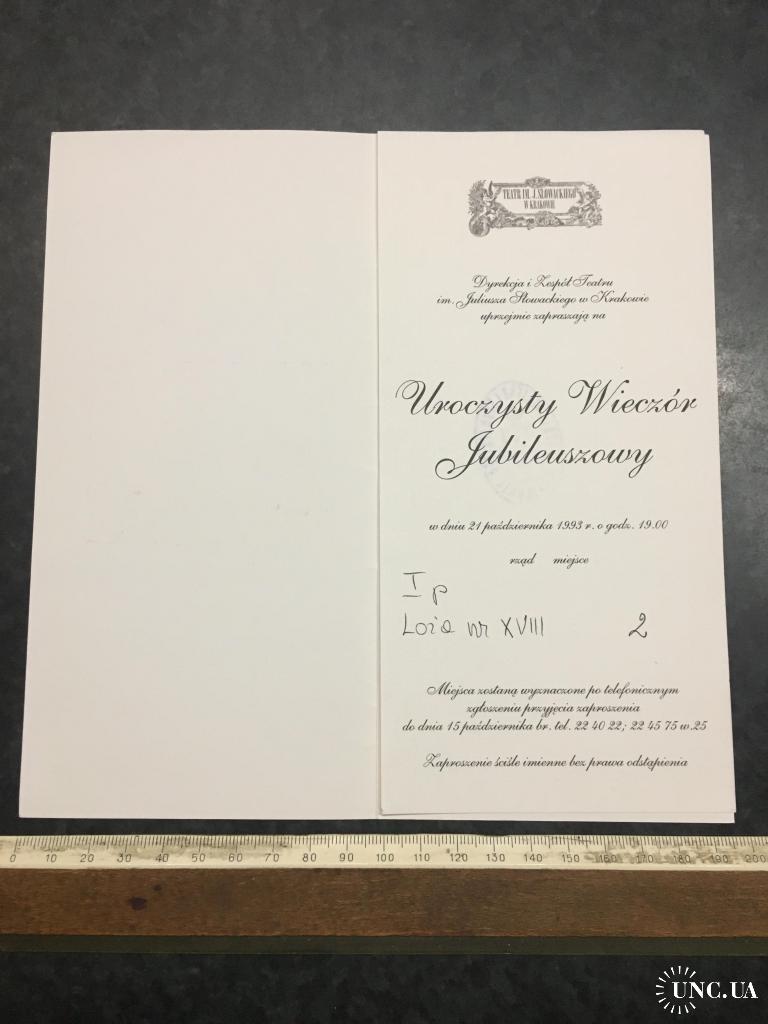 TEATR IM. J. SŁOWACKIEGO
W KRAKOWIE
Dyrekcja i Zespół Teatru
im. Juliusza Słowackiego w Krakowie
uprzejmie zapraszają na
Uroczysty Wieczór
Jubileuszowy
w dniu 21 października 1993 r. o godz. 19.00
rząd miejsce
I p
Loża nr XVIII 2
Miejsca zostaną wyznaczone po telefonicznym
zgłoszeniu przyjęcia zaproszenia
do dnia 15 października br. tel. 22 40 22; 22 45 75 w.25
Zaproszenie ściśle imienne bez prawa odstąpienia
0 10 20 30 40 50 60 70 80 90 100 110 120 130 140 150 160 170 180 190 200
UNC.UA